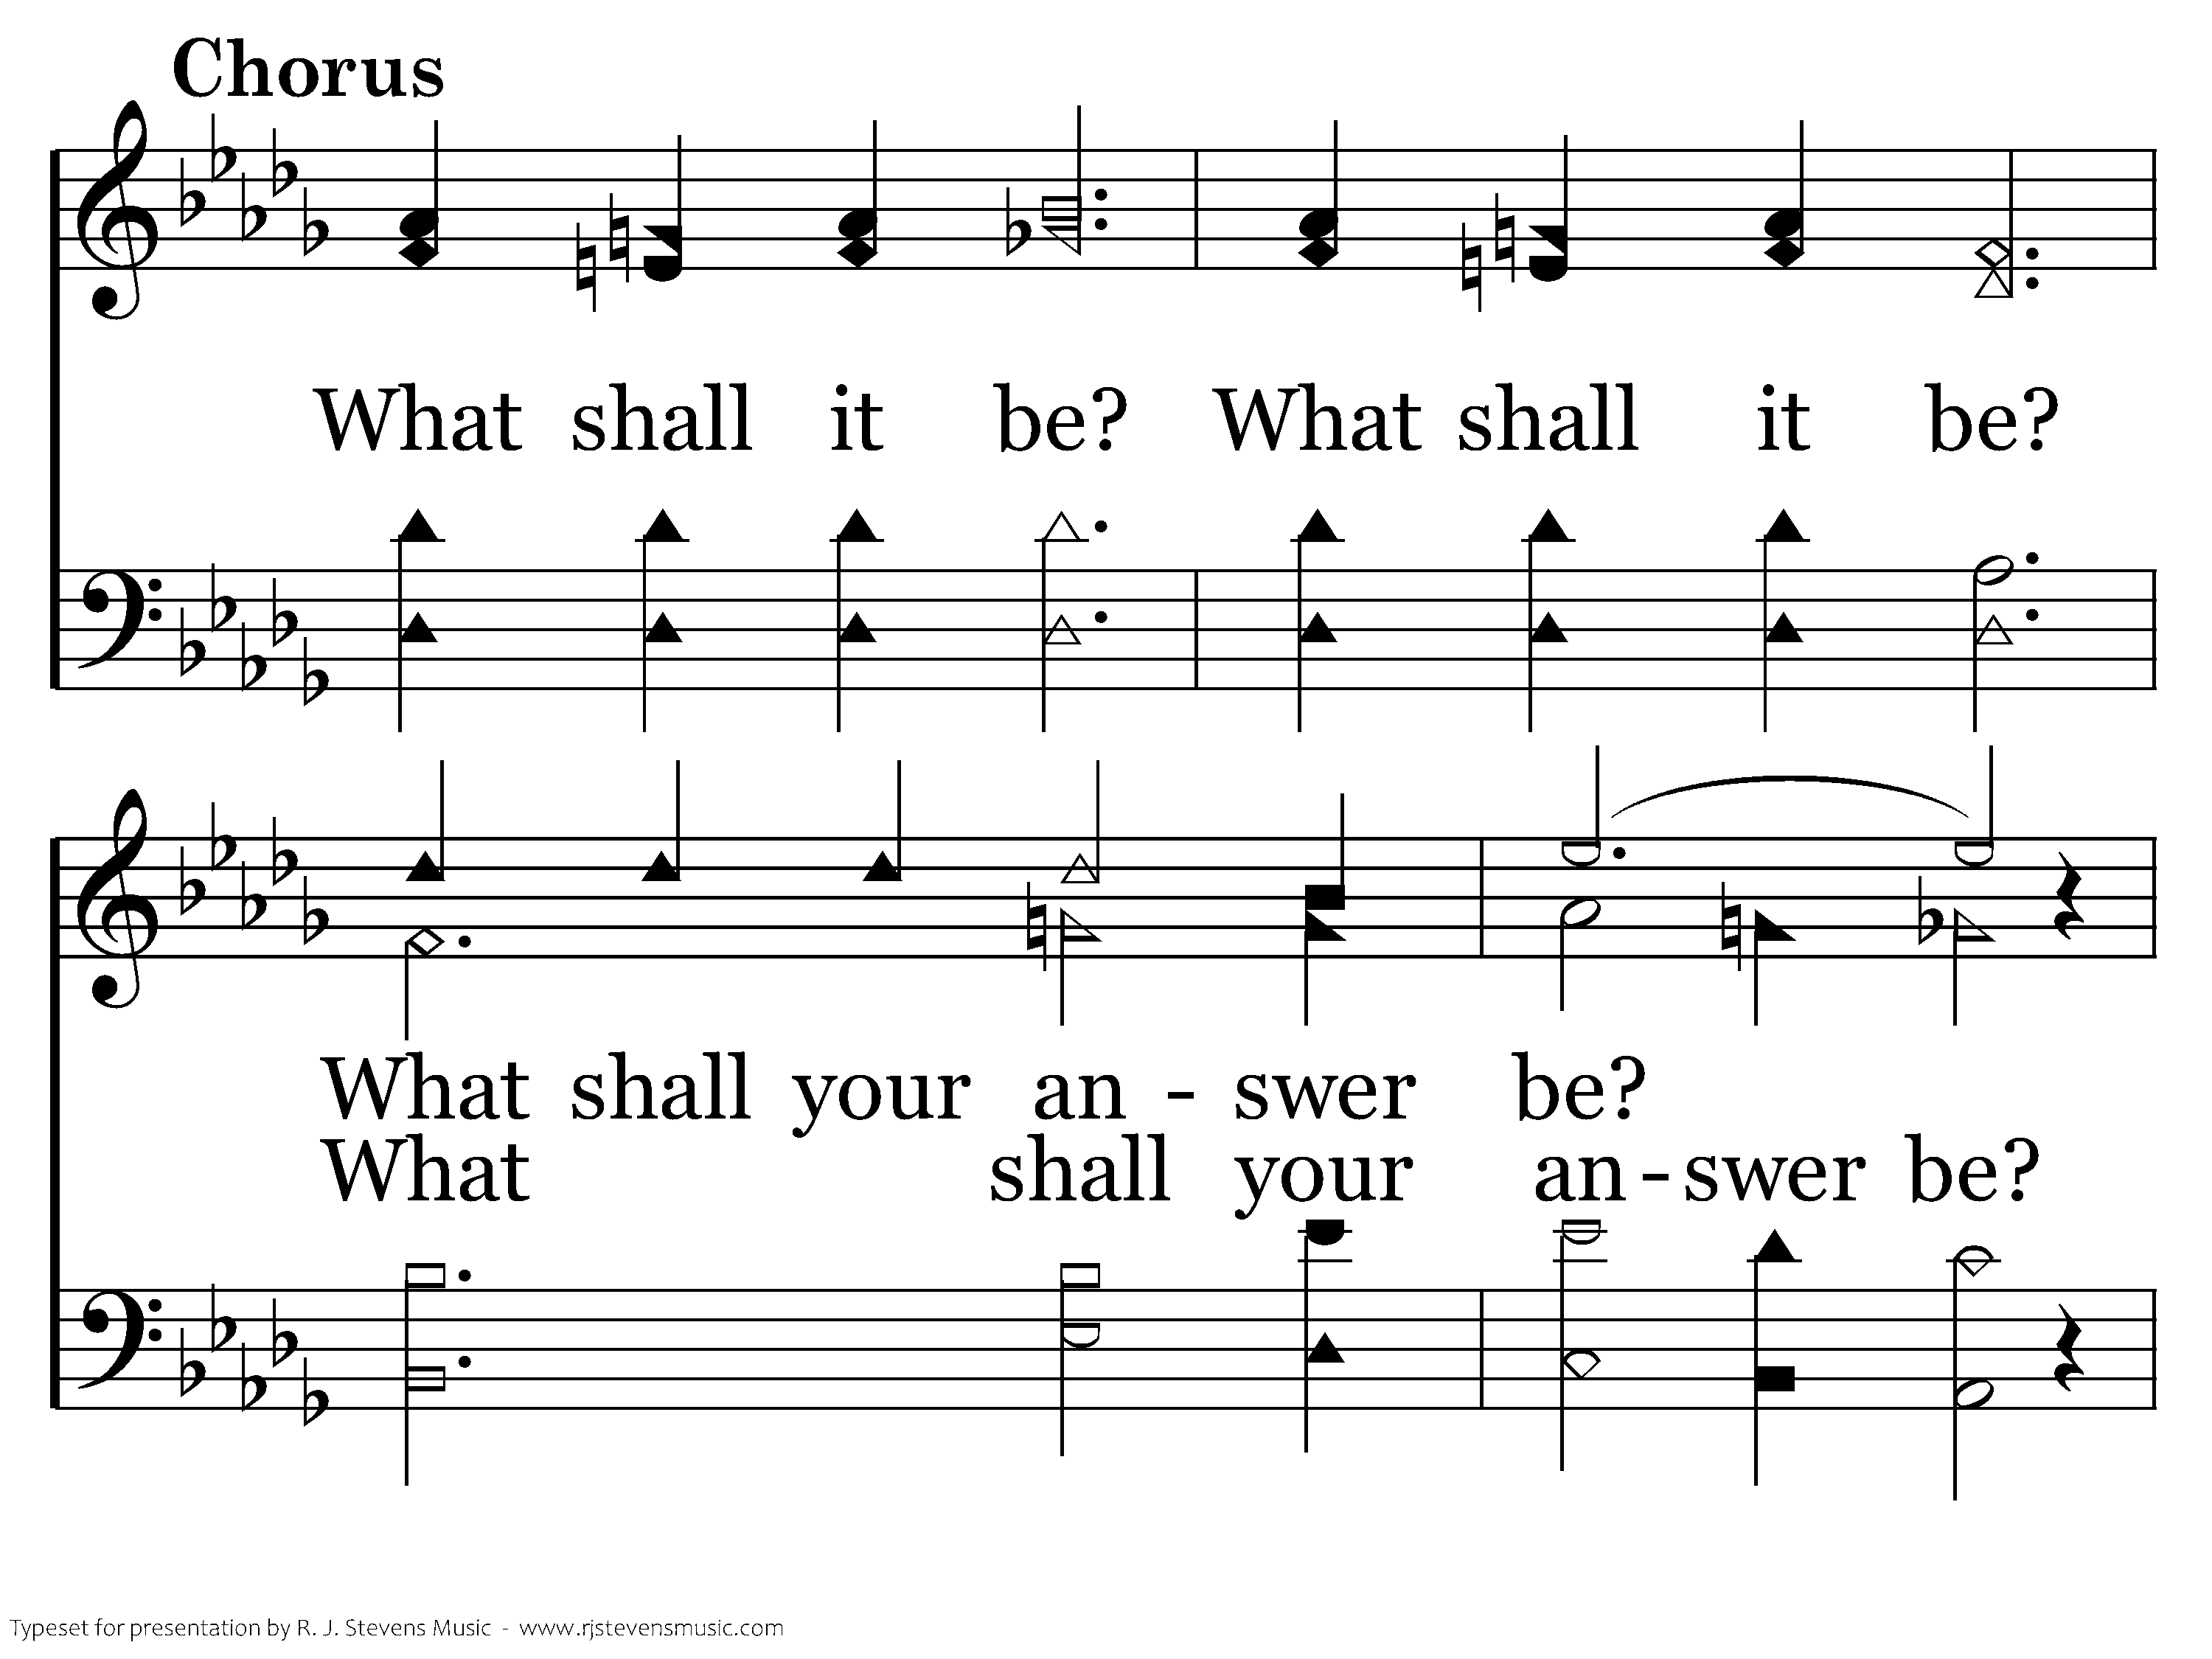 Chorus
What shall it be? What shall it be?
What shall your an - swer be?
What shall your an - swer be?
Typeset for presentation by R. J. Stevens Music - www.rjstevensmusic.com